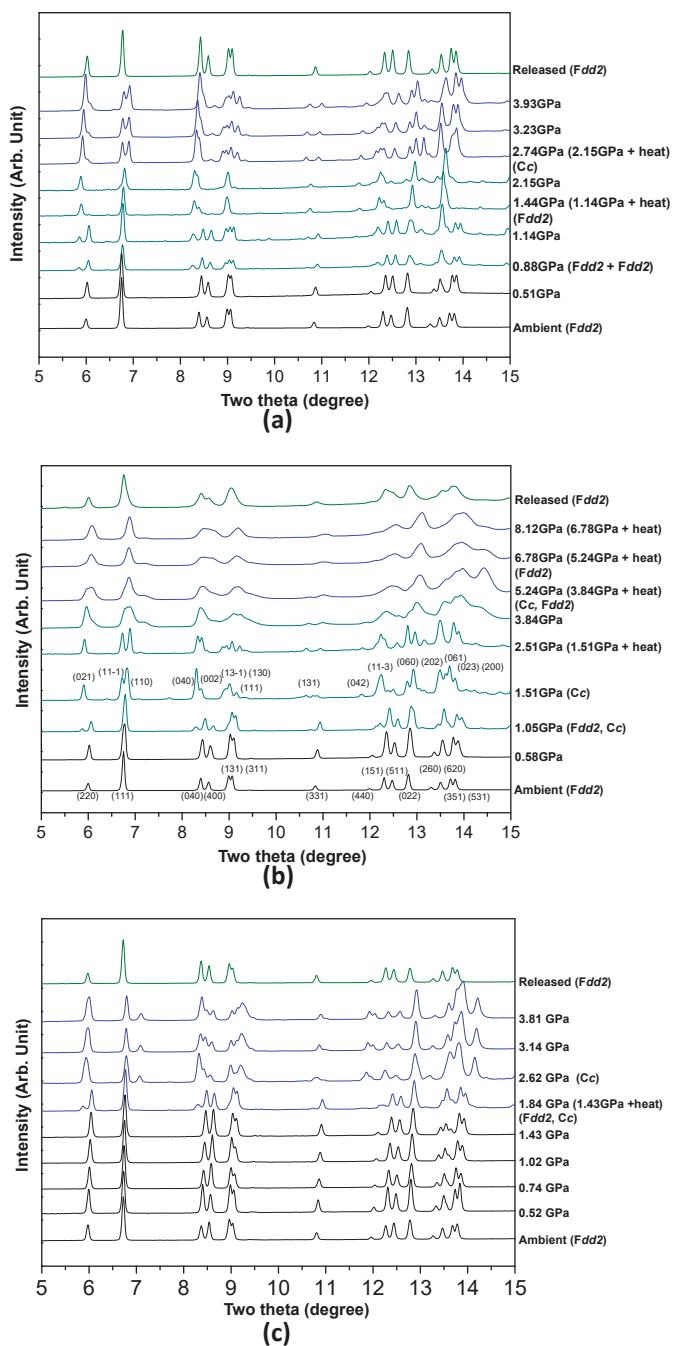 Intensity (Arb. Unit)
Released (Fdd2)
3.93GPa
3.23GPa
2.74GPa (2.15GPa + heat)
(Cc)
2.15GPa
1.44GPa (1.14GPa + heat)
(Fdd2)
1.14GPa
0.88GPa (Fdd2 + Fdd2)
0.51GPa
Ambient (Fdd2)
5 6 7 8 9 10 11 12 13 14 15
Two theta (degree)
(a)
Intensity (Arb. Unit)
Released (Fdd2)
8.12GPa (6.78GPa + heat)
6.78GPa (5.24GPa + heat)
(Fdd2)
5.24GPa (3.84GPa + heat)
(Cc, Fdd2)
3.84GPa
2.51GPa (1.51GPa + heat)
(021) (11-1) (110) (040) (002) (13-1) (130) (111) (131) (042) (11-3) (060) (202) (061) (023) (200)
1.51GPa (Cc)
1.05GPa (Fdd2, Cc)
0.58GPa
(131) (311) (151) (511) (260) (620)
Ambient (Fdd2)
(220) (111) (040) (400) (331) (440) (022) (351) (531)
5 6 7 8 9 10 11 12 13 14 15
Two theta (degree)
(b)
Intensity (Arb. Unit)
Released (Fdd2)
3.81 GPa
3.14 GPa
2.62 GPa (Cc)
1.84 GPa (1.43GPa +heat)
(Fdd2, Cc)
1.43 GPa
1.02 GPa
0.74 GPa
0.52 GPa
Ambient (Fdd2)
5 6 7 8 9 10 11 12 13 14 15
Two theta (degree)
(c)